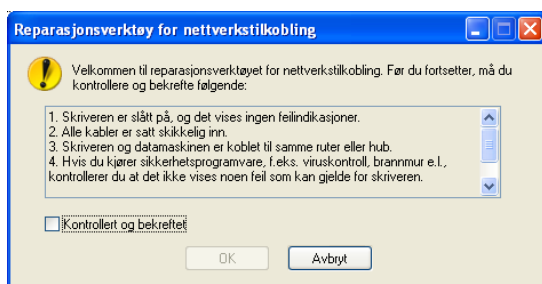 Reparasjonsverktøy for nettverkstilkobling
Velkommen til reparasjonsverktøyet for nettverkstilkobling. Før du fortsetter, må du
kontrollere og bekrefte følgende:
1. Skriveren er slått på, og det vises ingen feilindikasjoner.
2. Alle kabler er satt skikkelig inn.
3. Skriveren og datamaskinen er koblet til samme ruter eller hub.
4. Hvis du kjører sikkerhetsprogramvare, f.eks. viruskontroll, brannmur e.l.,
kontrollerer du at det ikke vises noen feil som kan gjelde for skriveren.
Kontrollert og bekreftet
OK
Avbryt